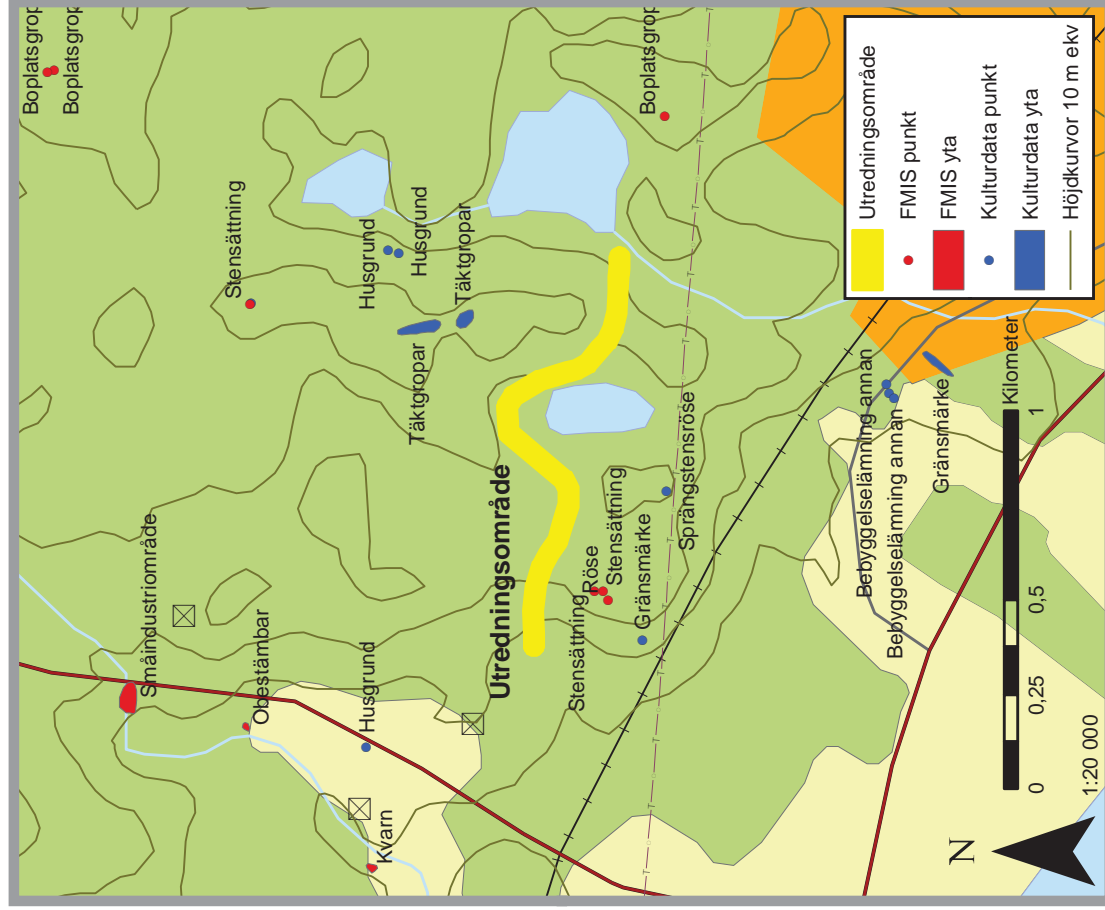 Boplatsgrop
Boplatsgrop
Stensättning
Husgrund
Husgrund
Täktgropar
Täktgropar
Boplatsgrop
Småindustriområde
Obestämbar
Husgrund
Kvarn
Utredningsområde
Stensättning
Röse
Stensättning
Gränsmärke
Sprängstensröse
Bebyggelselämning annan
Bebyggelselämning annan
Gränsmärke
Utredningsområde
FMIS punkt
FMIS yta
Kulturdata punkt
Kulturdata yta
Höjdkurvor 10 m ekv
N
0 0,25 0,5 1
Kilometer
1:20 000